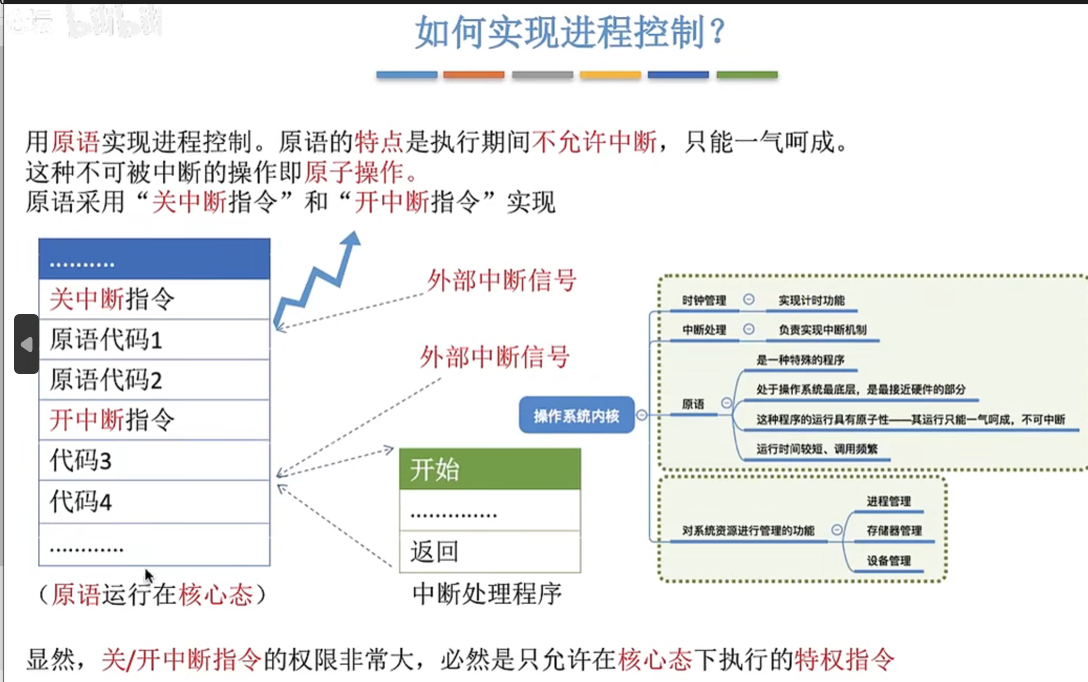 如何实现进程控制？
用原语实现进程控制。原语的特点是执行期间不允许中断，只能一气呵成。
这种不可被中断的操作即原子操作。
原语采用“关中断指令”和“开中断指令”实现
..........
关中断指令
原语代码1
原语代码2
开中断指令
代码3
代码4
............
（原语运行在核心态）
外部中断信号
外部中断信号
开始
..............
返回
中断处理程序
操作系统内核
时钟管理
实现计时功能
中断处理
负责实现中断机制
原语
是一种特殊的程序
处于操作系统最底层，是最接近硬件的部分
这种程序的运行具有原子性——其运行只能一气呵成，不可中断
运行时间较短、调用频繁
对系统资源进行管理的功能
进程管理
存储器管理
设备管理
显然，关/开中断指令的权限非常大，必然是只允许在核心态下执行的特权指令